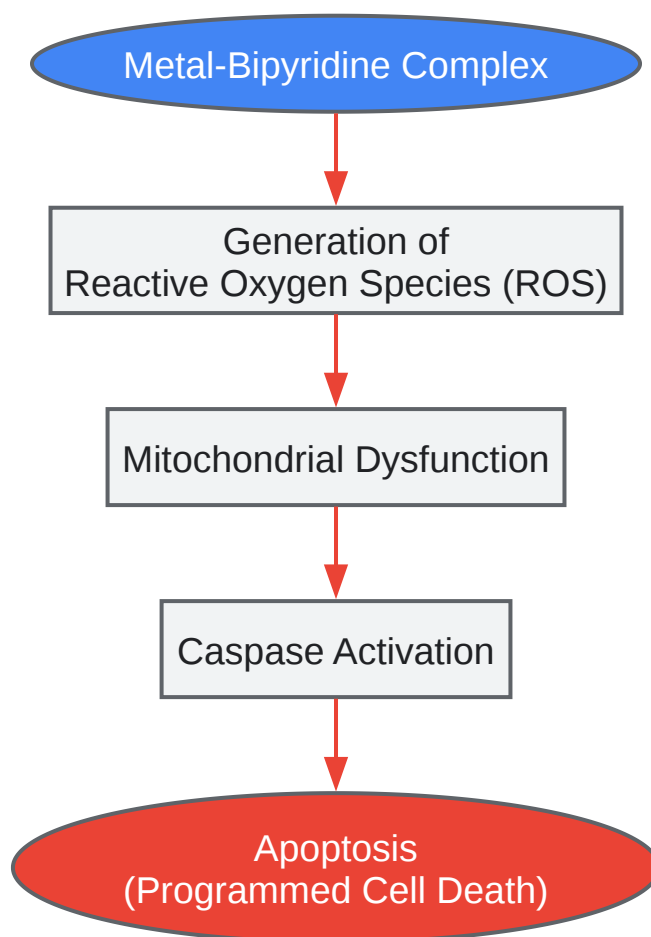 Metal-Bipyridine Complex
Generation of
Reactive Oxygen Species (ROS)
Mitochondrial Dysfunction
Caspase Activation
Apoptosis
(Programmed Cell Death)